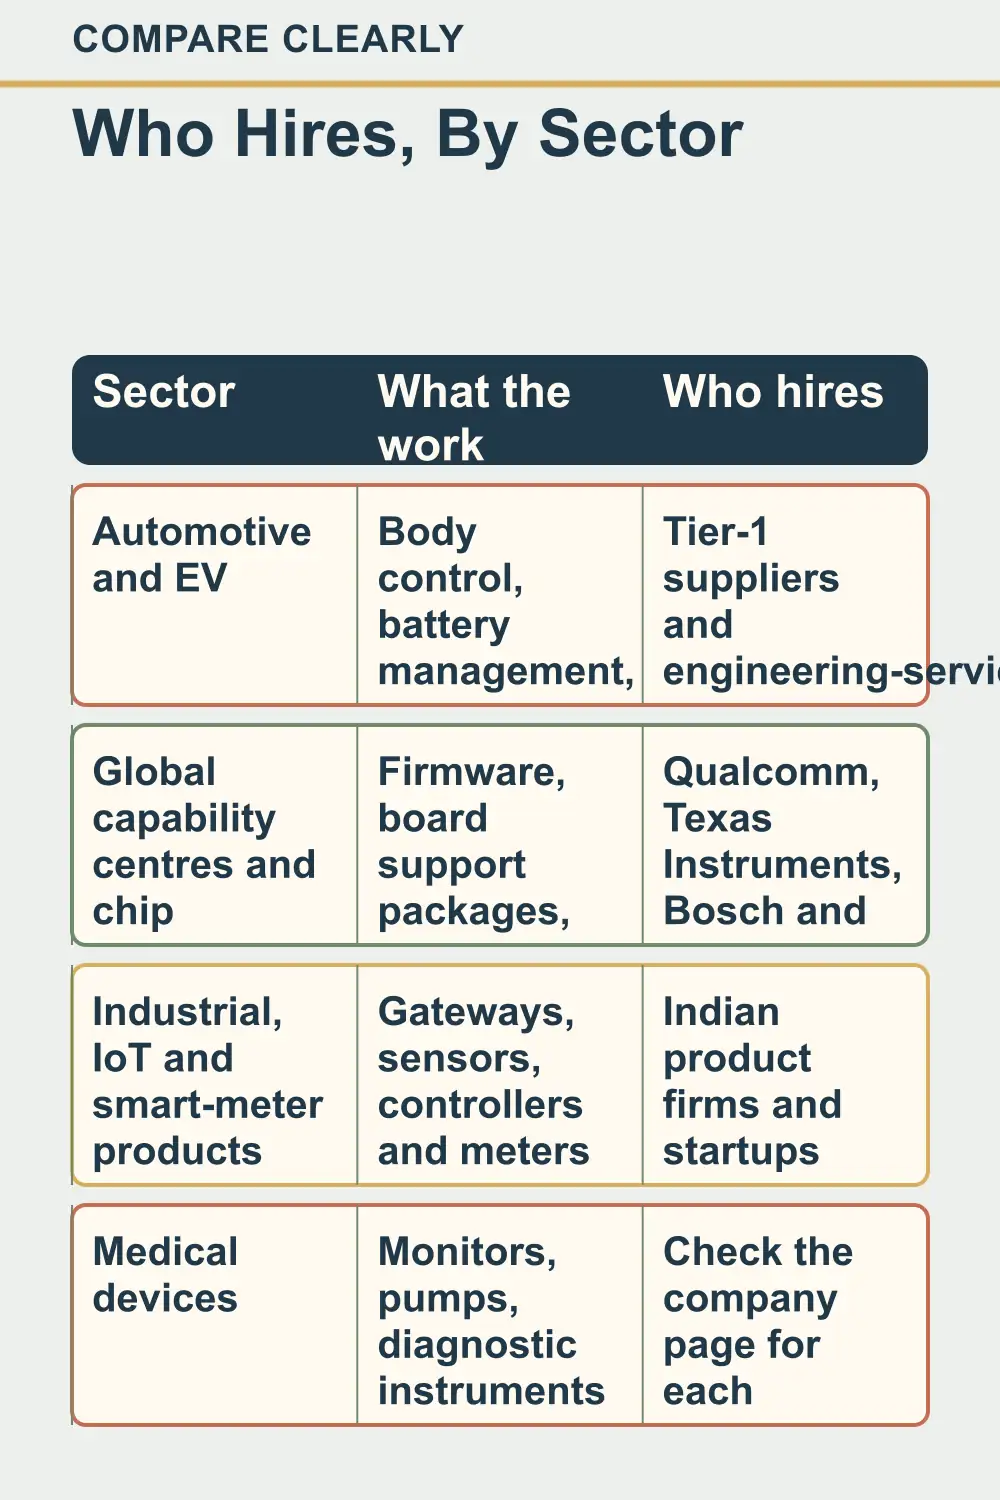 COMPARE CLEARLY
Who Hires, By Sector
Sector
What the
work
Who hires
Automotive
and EV
Body
control,
battery
management,
Tier-1
suppliers
and
engineering-servi
Global
capability
centres and
chip
Firmware,
board
support
packages,
Qualcomm,
Texas
Instruments,
Bosch and
Industrial,
IoT and
smart-meter
products
Gateways,
sensors,
controllers
and meters
Indian
product
firms and
startups
Medical
devices
Monitors,
pumps,
diagnostic
instruments
Check the
company
page for
each